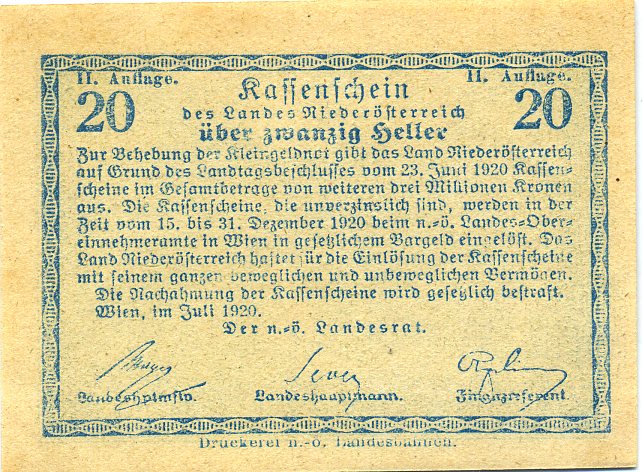 II. Auflage. II. Auflage.
20 Kassenschein 20
des Landes Niederösterreich
über zwanzig Heller
Zur Behebung der Kleingeldnot gibt das Land Niederösterreich
auf Grund des Landtagsbeschlusses vom 23. Juni 1920 Kassen=
scheine im Gesamtbetrage von weiteren drei Millionen Kronen
aus. Die Kassenscheine, die unverzinslich sind, werden in der
Zeit vom 15. bis 31. Dezember 1920 beim n.=ö. Landes=Ober=
einnehmeramte in Wien in gesetzlichem Bargeld eingelöst. Das
Land Niederösterreich haftet für die Einlösung der Kassenscheine
mit seinem ganzen beweglichen und unbeweglichen Vermögen.
Die Nachahmung der Kassenscheine wird gesetzlich bestraft.
Wien, im Juli 1920.
Der n.=ö. Landesrat.
Sever
Landeshptmstv. Landeshauptmann. Finanzreferent.
Druckerei n.=ö. Landesbahnen.